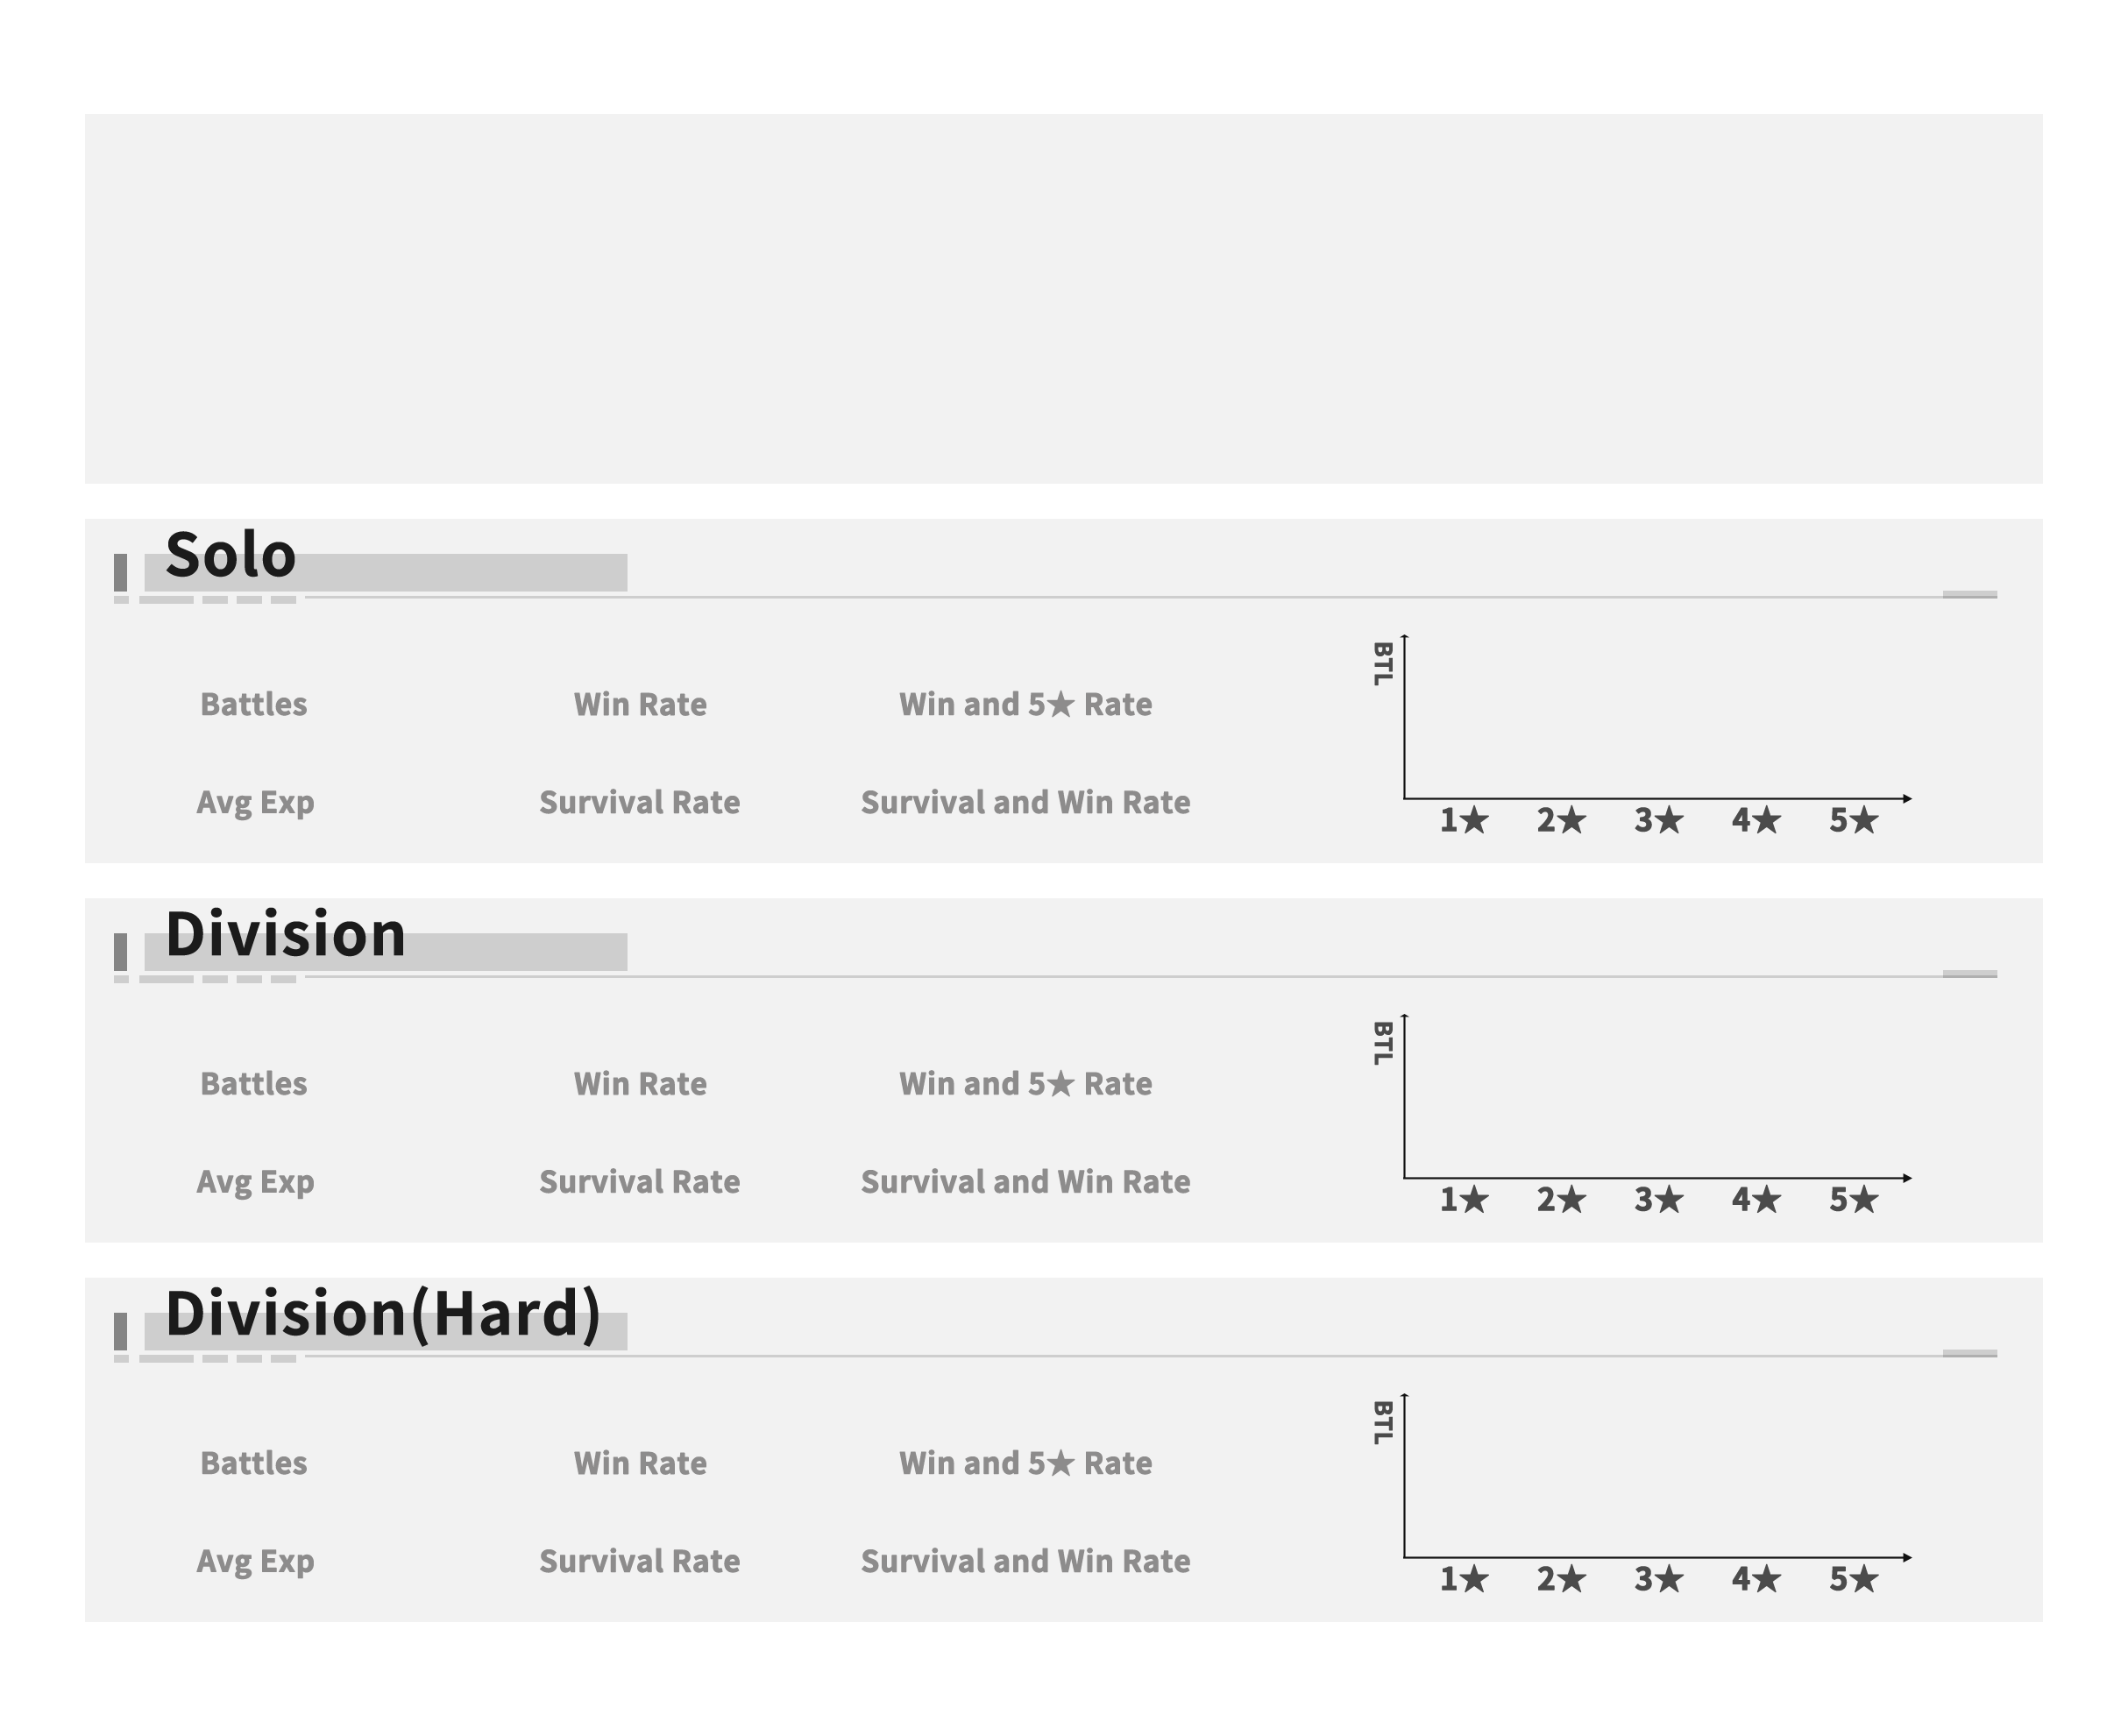 Solo
BTL
Battles Win Rate Win and 5★ Rate
Avg Exp Survival Rate Survival and Win Rate
1★ 2★ 3★ 4★ 5★
Division
BTL
Battles Win Rate Win and 5★ Rate
Avg Exp Survival Rate Survival and Win Rate
1★ 2★ 3★ 4★ 5★
Division(Hard)
BTL
Battles Win Rate Win and 5★ Rate
Avg Exp Survival Rate Survival and Win Rate
1★ 2★ 3★ 4★ 5★